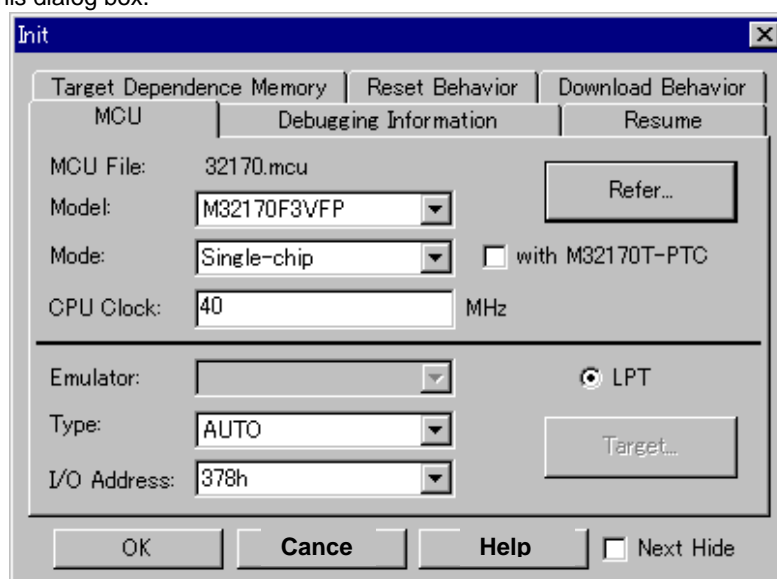 his dialog box.
Init
Target Dependence Memory Reset Behavior Download Behavior
MCU Debugging Information Resume
MCU File: 32170.mcu
Refer...
Model: M32170F3VFP
Mode: Single-chip with M32170T-PTC
CPU Clock: 40 MHz
Emulator: LPT
Type: AUTO
Target...
I/O Address: 378h
OK Cance Help Next Hide